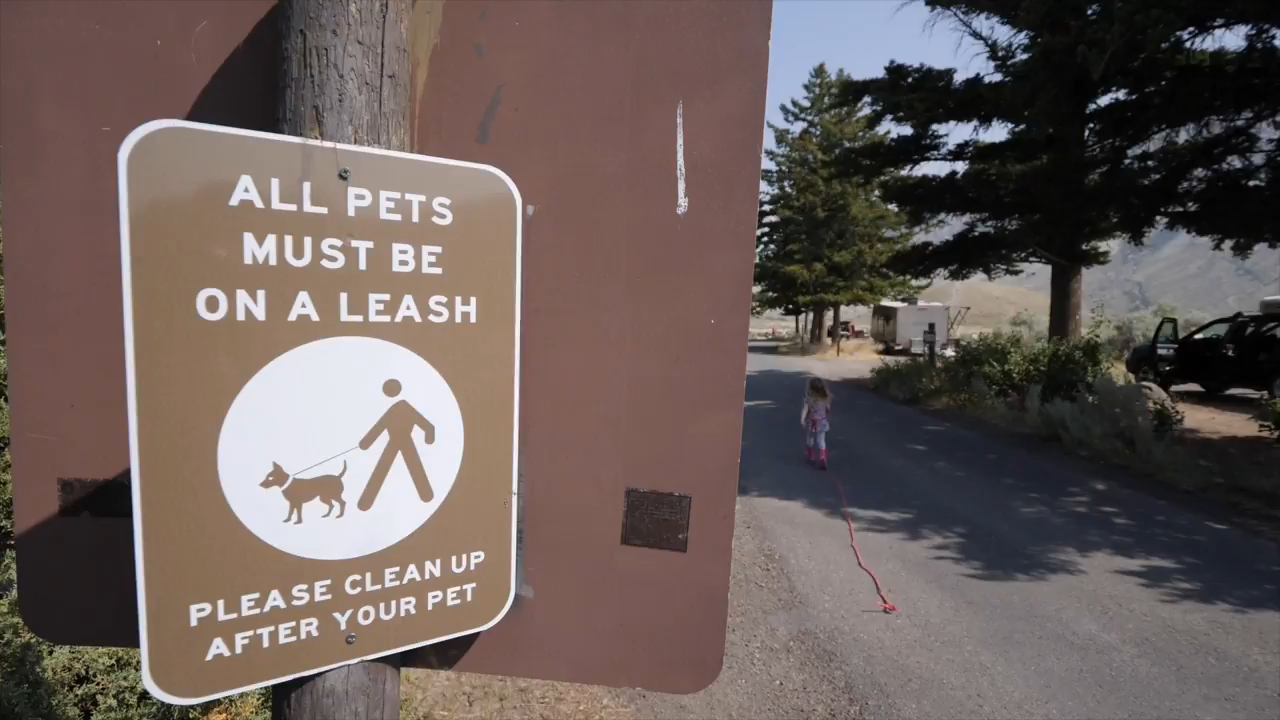 ALL PETS
MUST BE
ON A LEASH
PLEASE CLEAN UP
AFTER YOUR PET